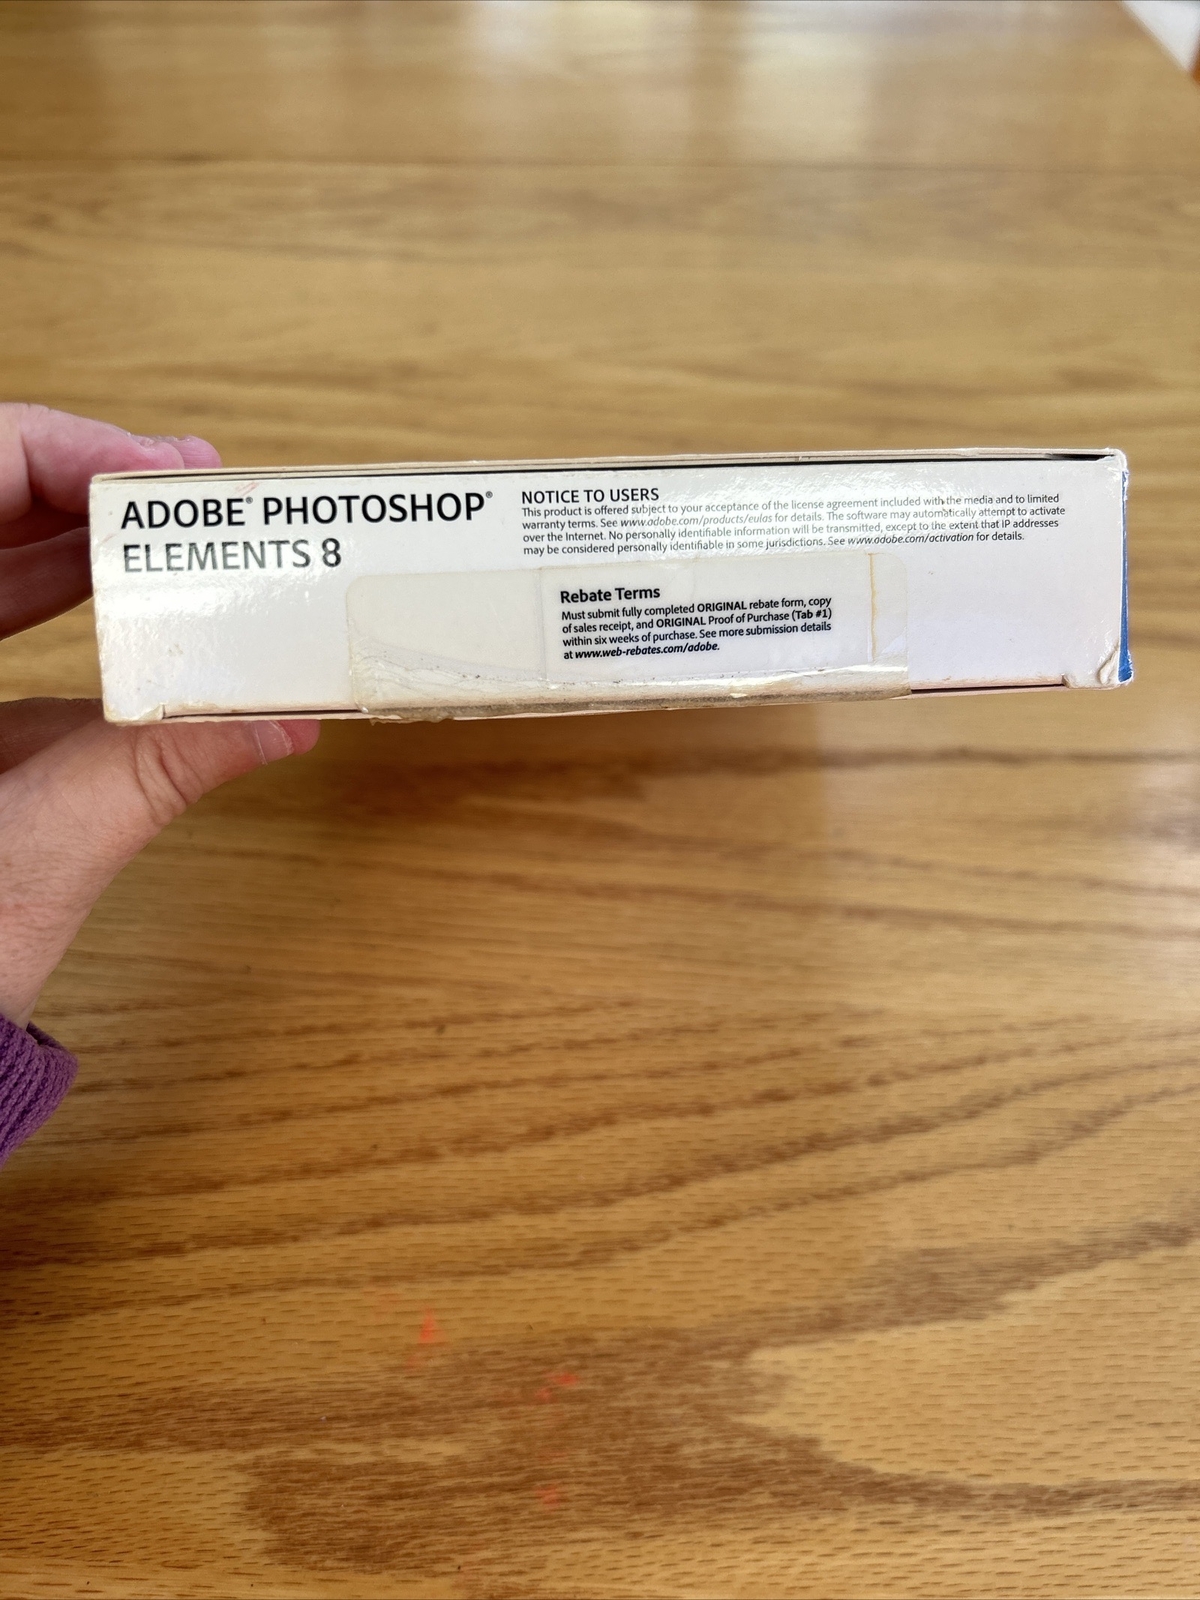 ADOBE® PHOTOSHOP®
ELEMENTS 8
NOTICE TO USERS
This product is offered subject to your acceptance of the license agreement included with the media and to limited
warranty terms. See www.adobe.com/products/eulas for details. The software may automatically attempt to activate
over the Internet. No personally identifiable information will be transmitted, except to the extent that IP addresses
may be considered personally identifiable in some jurisdictions. See www.adobe.com/activation for details.
Rebate Terms
Must submit fully completed ORIGINAL rebate form, copy
of sales receipt, and ORIGINAL Proof of Purchase (Tab #1)
within six weeks of purchase. See more submission details
at www.web-rebates.com/adobe.